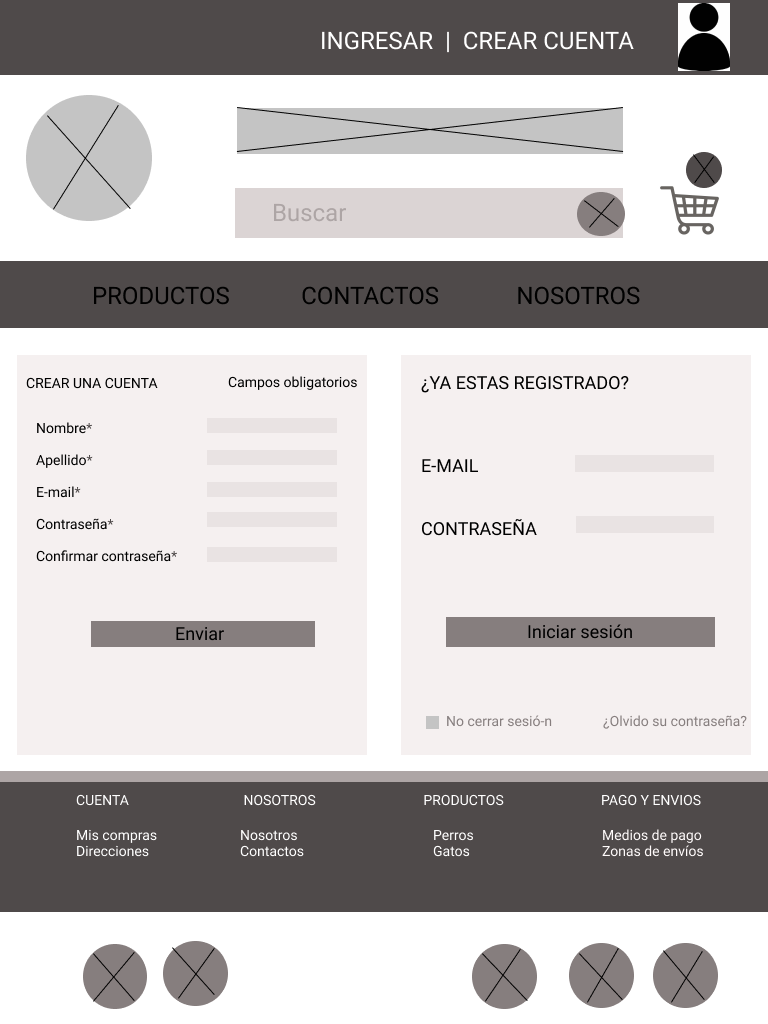 INGRESAR | CREAR CUENTA
Buscar
PRODUCTOS CONTACTOS NOSOTROS
CREAR UNA CUENTA Campos obligatorios
Nombre*
Apellido*
E-mail*
Contraseña*
Confirmar contraseña*
Enviar
¿YA ESTAS REGISTRADO?
E-MAIL
CONTRASEÑA
Iniciar sesión
No cerrar sesió-n ¿Olvido su contraseña?
CUENTA NOSOTROS PRODUCTOS PAGO Y ENVIOS
Mis compras Nosotros Perros Medios de pago
Direcciones Contactos Gatos Zonas de envíos